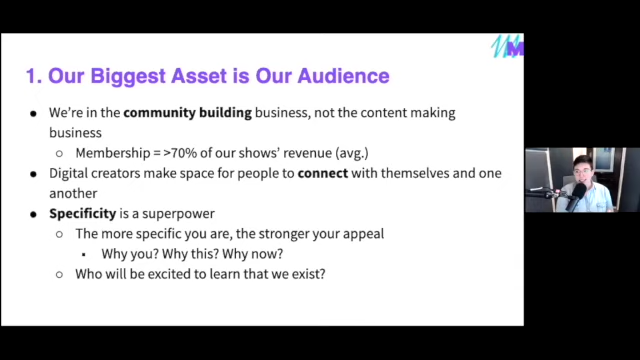 M
1. Our Biggest Asset is Our Audience
● We're in the community building business, not the content making
business
○ Membership = >70% of our shows' revenue (avg.)
● Digital creators make space for people to connect with themselves and one
another
● Specificity is a superpower
○ The more specific you are, the stronger your appeal
▪ Why you? Why this? Why now?
○ Who will be excited to learn that we exist?